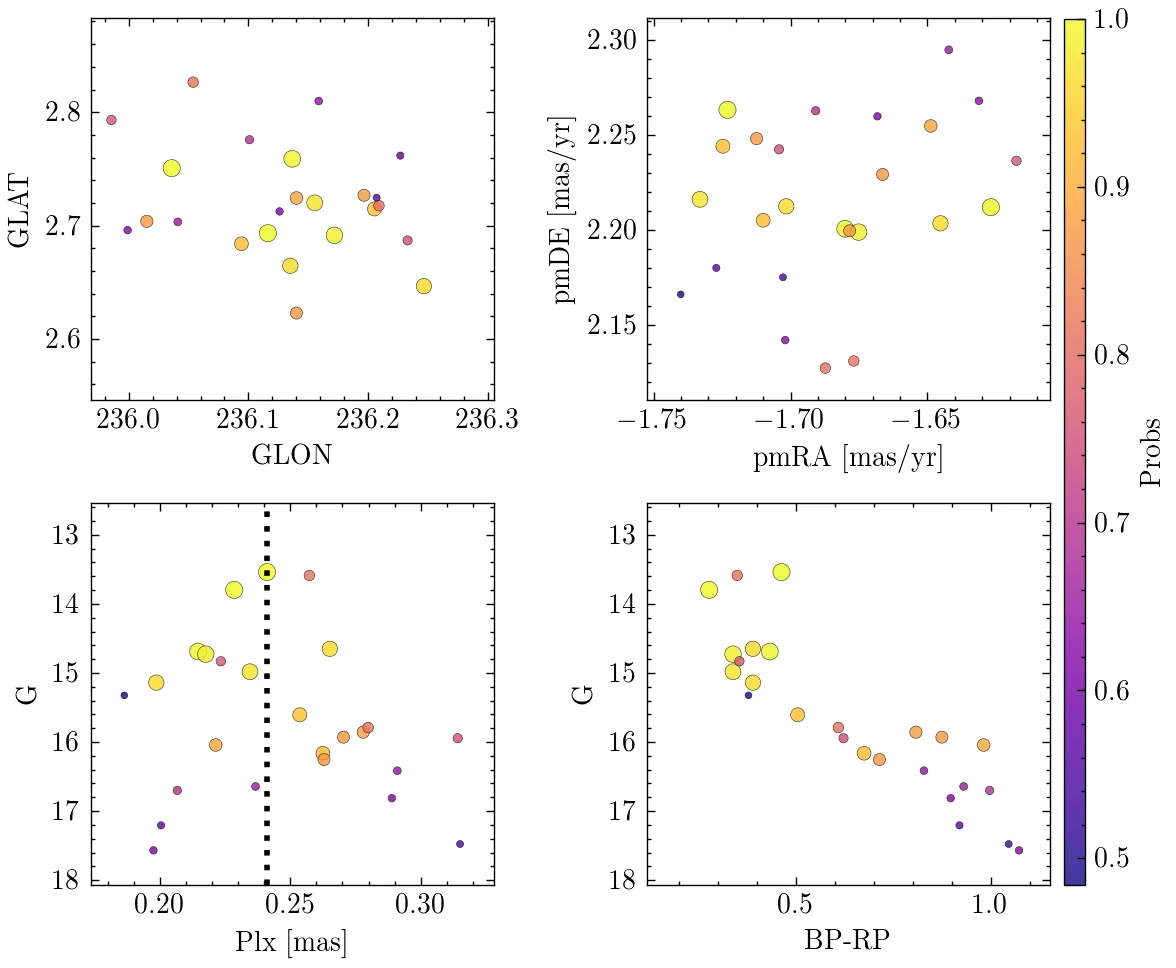 2.8
2.7
2.6
GLAT
236.0 236.1 236.2 236.3
GLON
2.30
2.25
2.20
2.15
pmDE [mas/yr]
−1.75 −1.70 −1.65
pmRA [mas/yr]
13
14
15
16
17
18
G
0.20 0.25 0.30
Plx [mas]
13
14
15
16
17
18
G
0.5 1.0
BP-RP
1.0
0.9
0.8
0.7
0.6
0.5
Probs